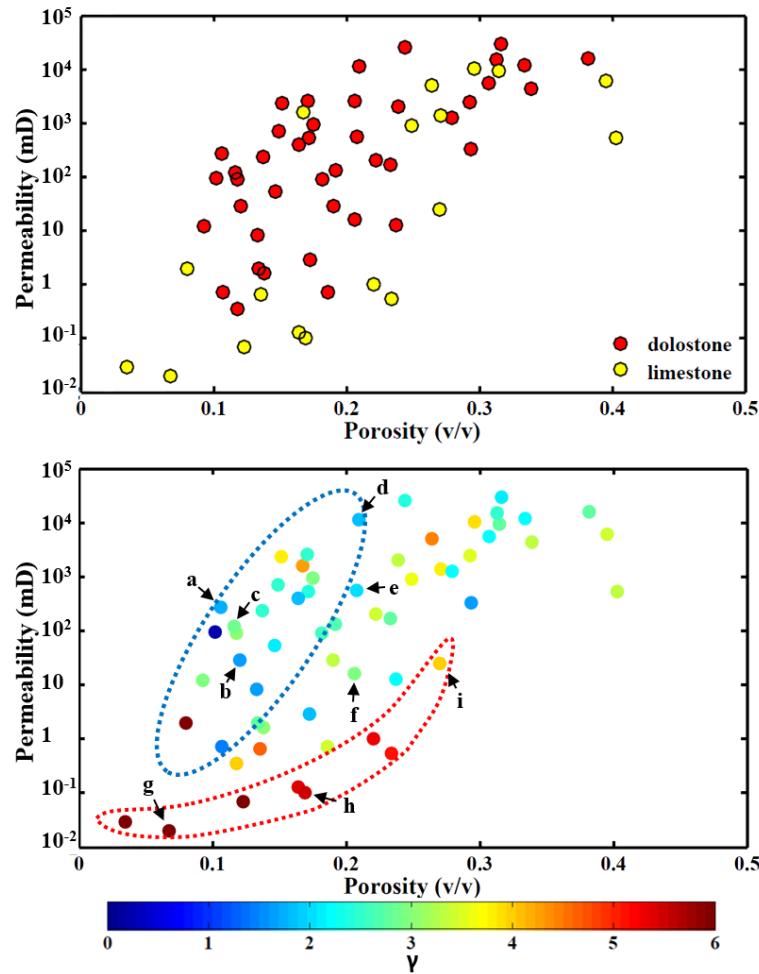 10^5
10^4
10^3
10^2
10
1
10^-1
10^-2
Permeability (mD)
dolostone
limestone
0 0.1 0.2 0.3 0.4 0.5
Porosity (v/v)
10^5
10^4
10^3
10^2
10
1
10^-1
10^-2
Permeability (mD)
d
a
c
e
b
f
i
g
h
0 0.1 0.2 0.3 0.4 0.5
Porosity (v/v)
0 1 2 3 4 5 6
γ